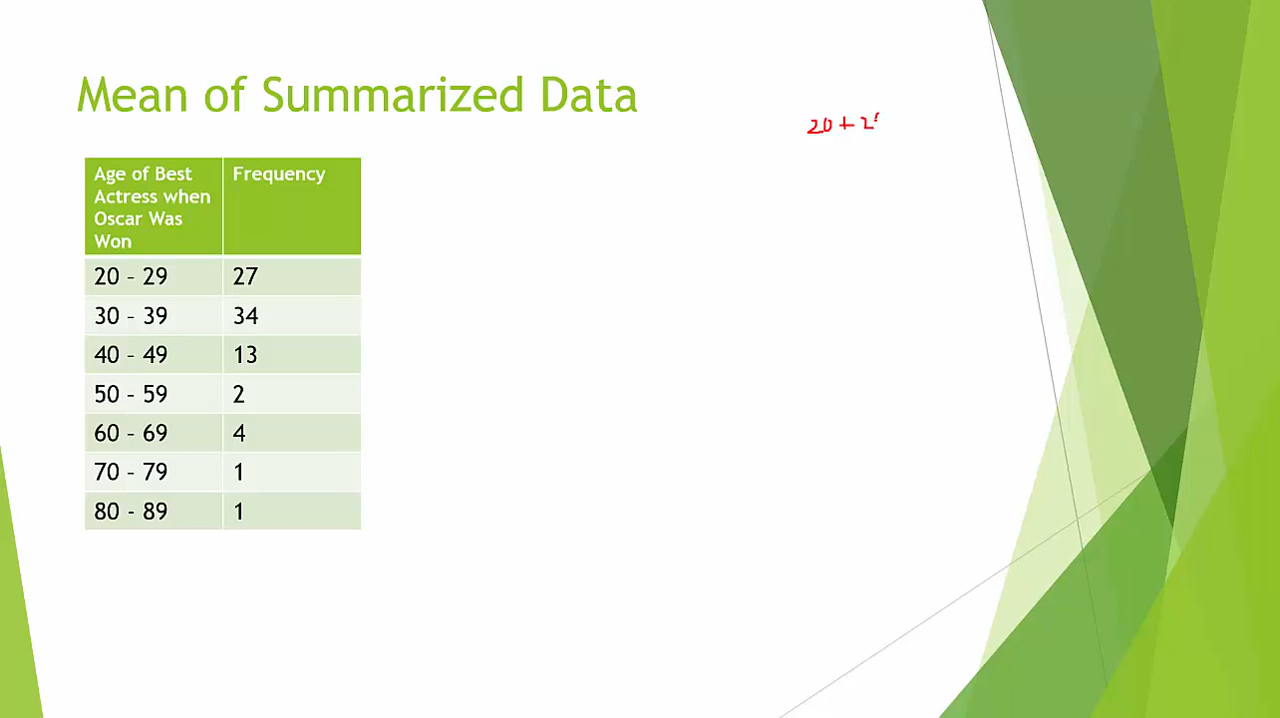 Mean of Summarized Data
20 + 2
Age of Best Actress when Oscar Was Won Frequency
20 – 29 27
30 – 39 34
40 – 49 13
50 – 59 2
60 – 69 4
70 – 79 1
80 - 89 1